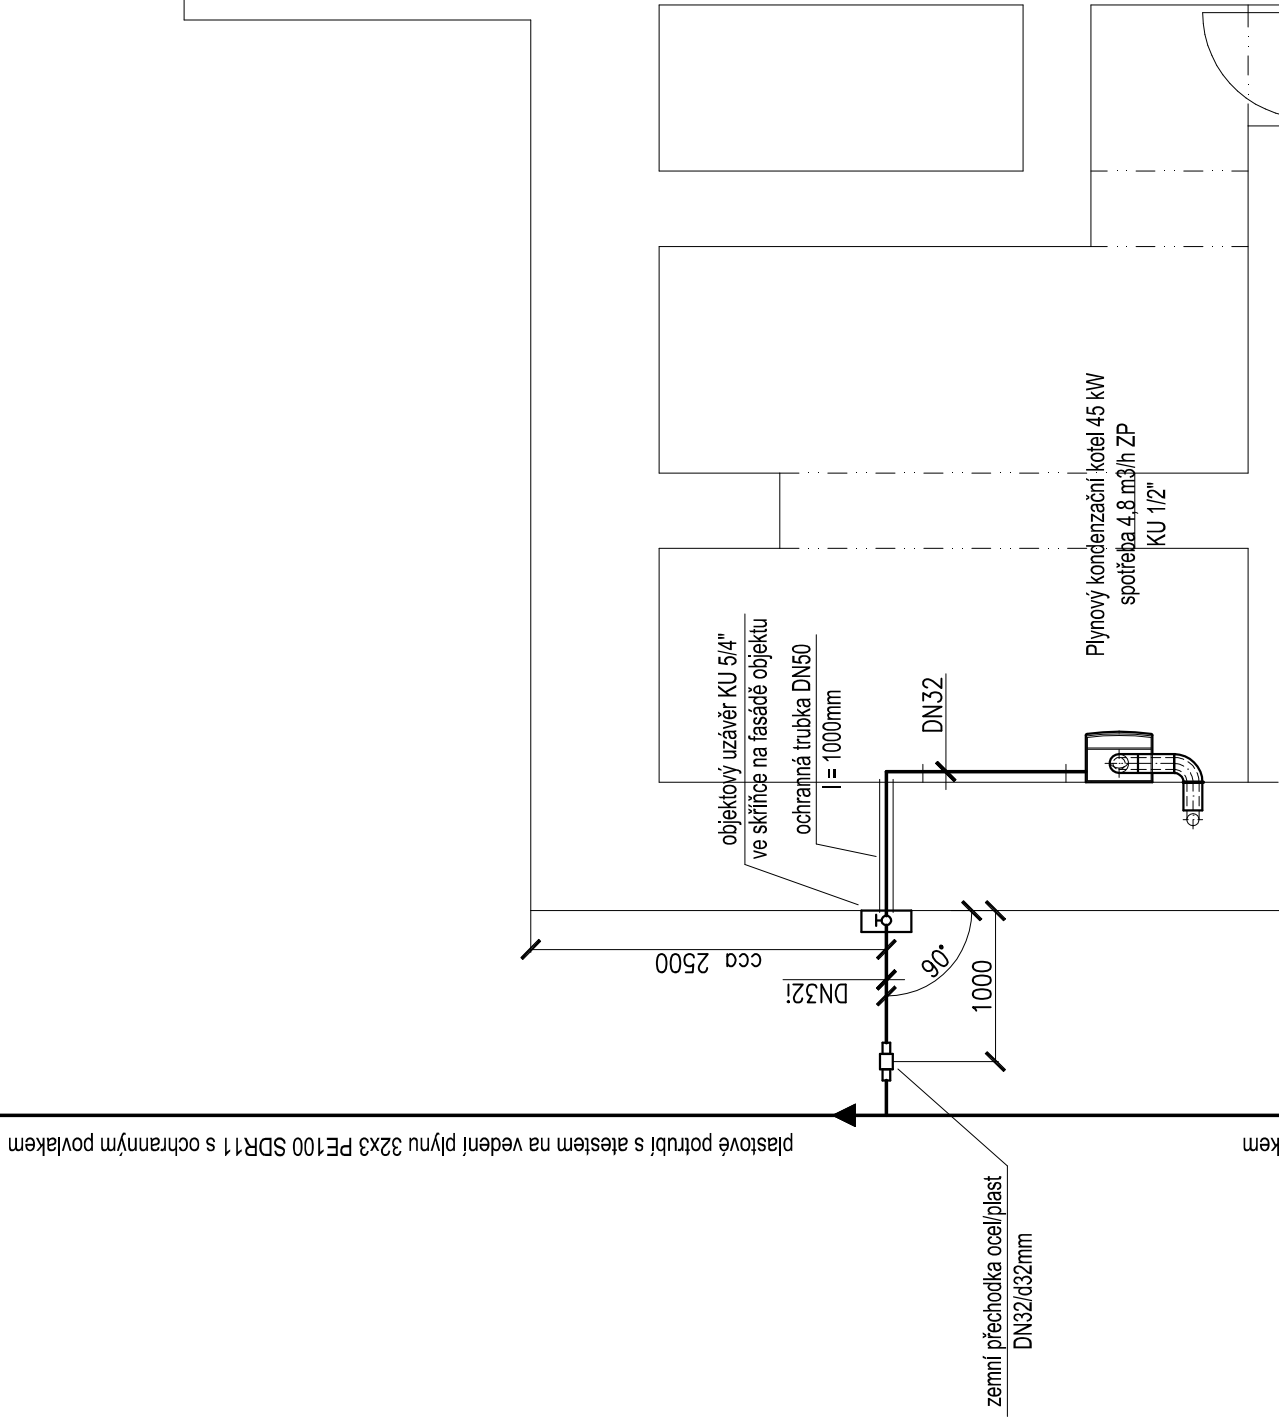 Plynový kondenzační kotel 45 kW
spotřeba 4,8 m3/h ZP
KU 1/2"
objektový uzávěr KU 5/4"
ve skříňce na fasádě objektu
ochranná trubka DN50
l = 1000mm
DN32
cca 2500
DN32i
90°
1000
plastové potrubí s atestem na vedení plynu 32x3 PE100 SDR11 s ochranným povlakem
kem
zemní přechodka ocel/plast
DN32/d32mm